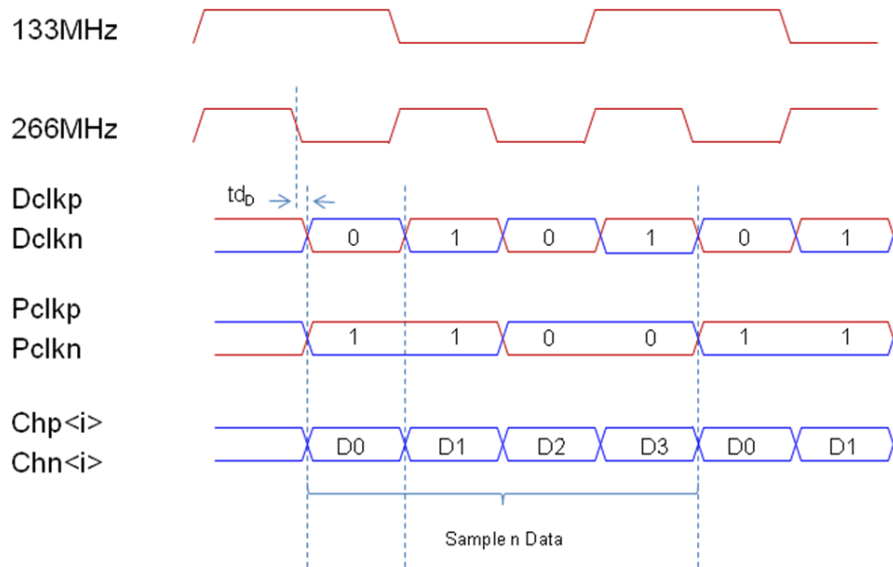 133MHz
266MHz
tdD
Dclkp
Dclkn
0 1 0 1 0 1
Pclkp
Pclkn
1 1 0 0 1 1
Chp<i>
Chn<i>
D0 D1 D2 D3 D0 D1
Sample n Data